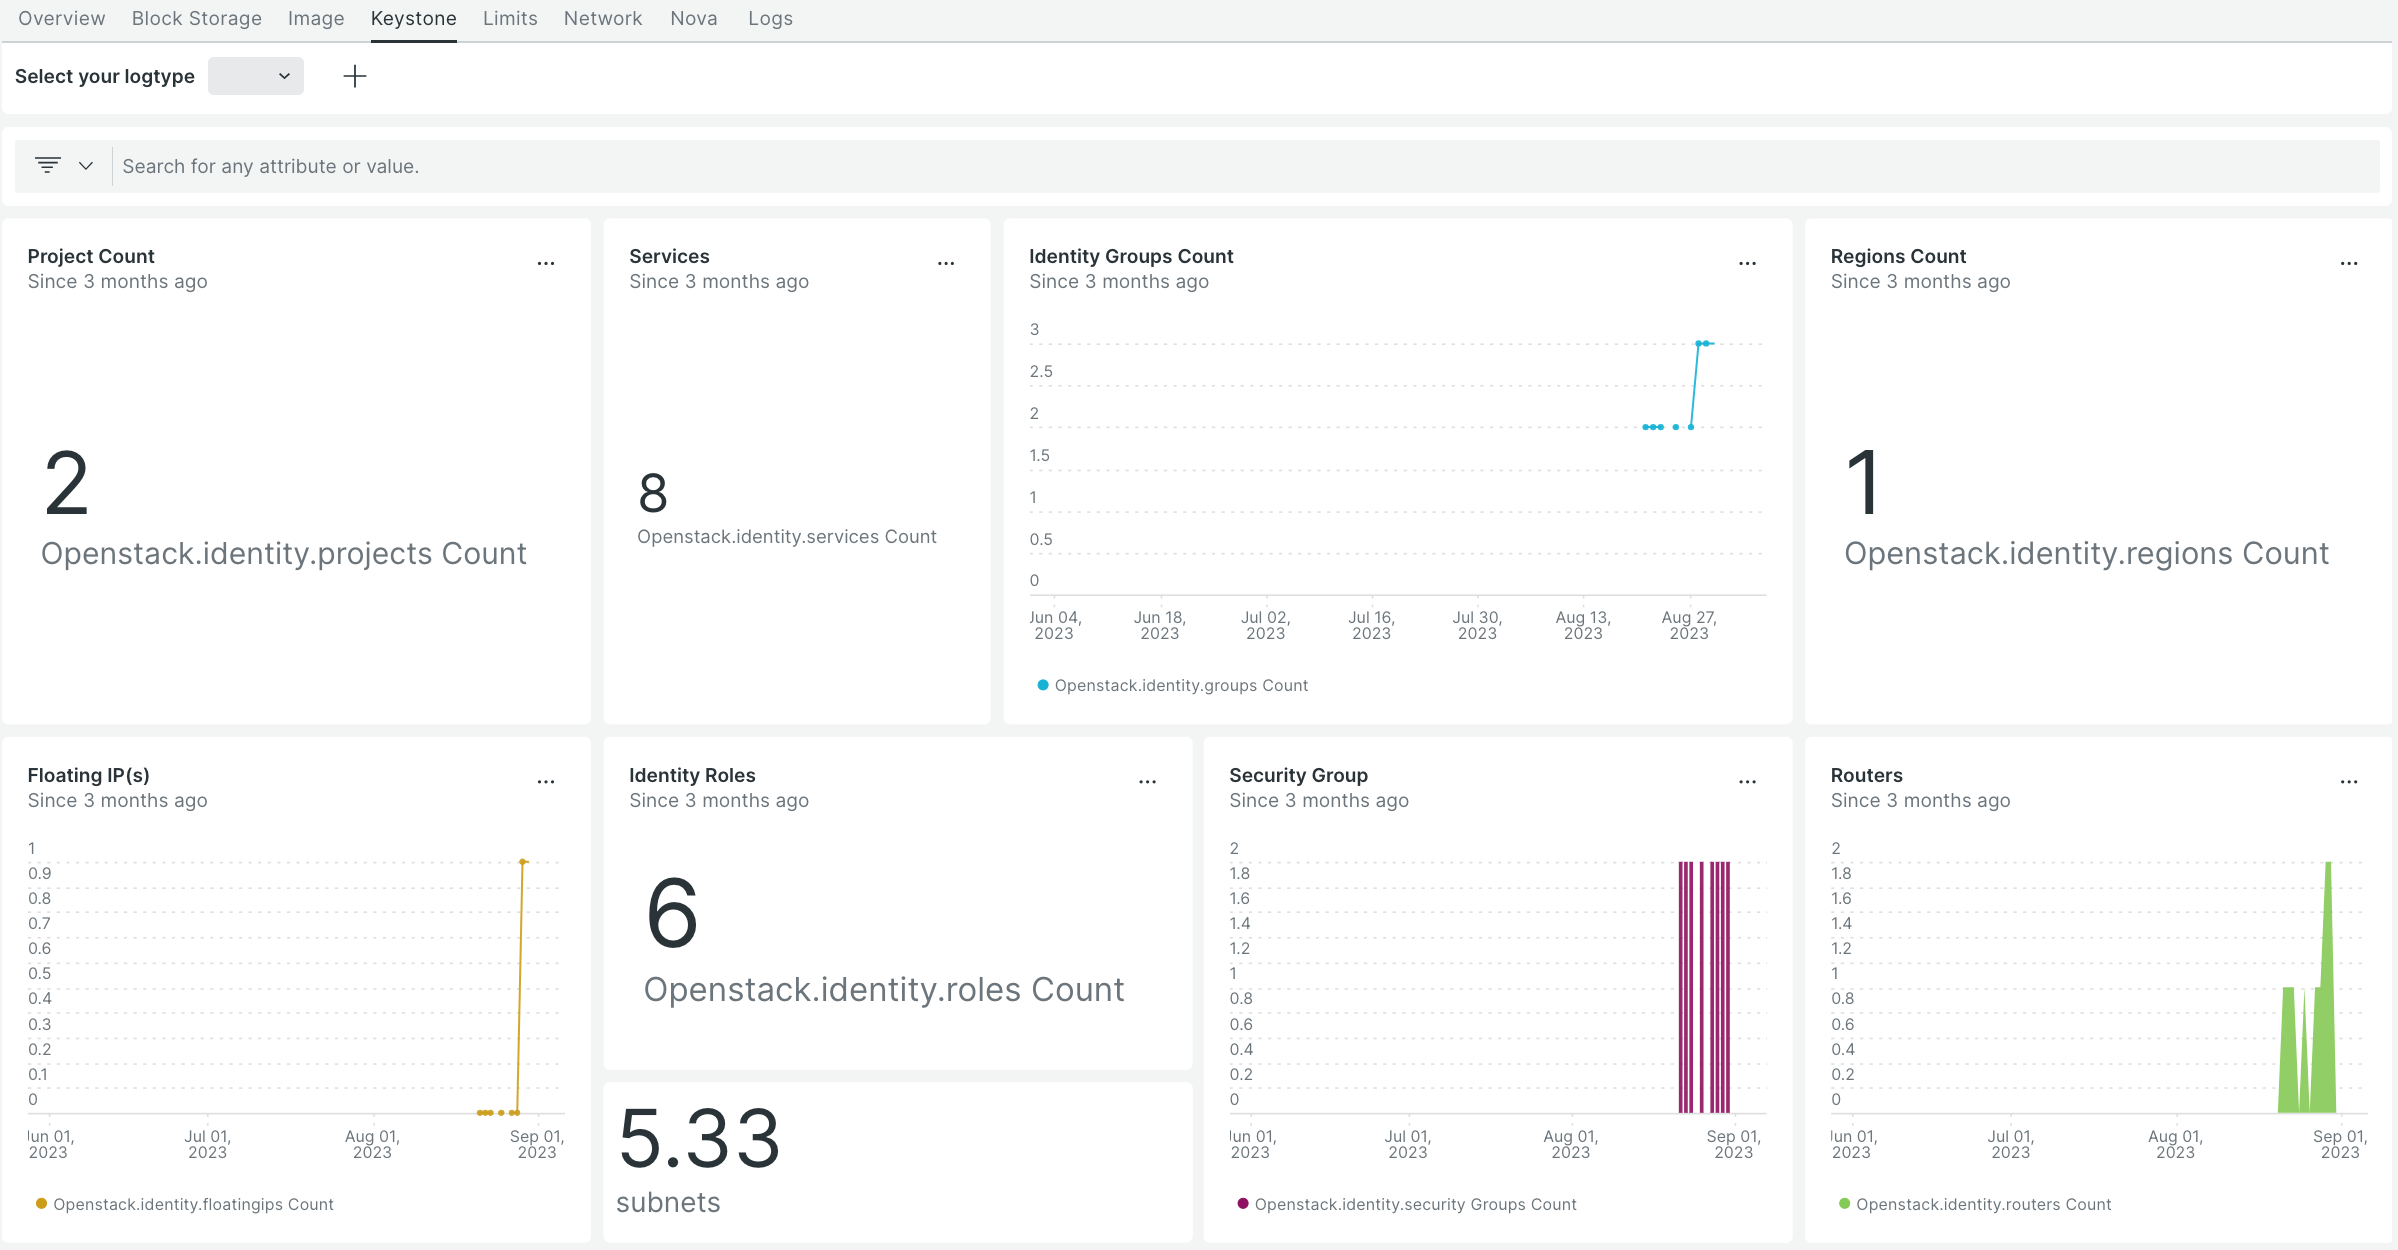 Overview Block Storage Image Keystone Limits Network Nova Logs
Select your logtype
Search for any attribute or value.
Project Count
Since 3 months ago
2
Openstack.identity.projects Count
Services
Since 3 months ago
8
Openstack.identity.services Count
Identity Groups Count
Since 3 months ago
3
2.5
2
1.5
1
0.5
0
Jun 04, Jun 18, Jul 02, Jul 16, Jul 30, Aug 13, Aug 27,
2023 2023 2023 2023 2023 2023 2023
Openstack.identity.groups Count
Regions Count
Since 3 months ago
1
Openstack.identity.regions Count
Floating IP(s)
Since 3 months ago
1
0.9
0.8
0.7
0.6
0.5
0.4
0.3
0.2
0.1
0
Jun 01, Jul 01, Aug 01, Sep 01,
2023 2023 2023 2023
Openstack.identity.floatingips Count
Identity Roles
Since 3 months ago
6
Openstack.identity.roles Count
5.33
subnets
Security Group
Since 3 months ago
2
1.8
1.6
1.4
1.2
1
0.8
0.6
0.4
0.2
0
Jun 01, Jul 01, Aug 01, Sep 01,
2023 2023 2023 2023
Openstack.identity.security Groups Count
Routers
Since 3 months ago
2
1.8
1.6
1.4
1.2
1
0.8
0.6
0.4
0.2
0
Jun 01, Jul 01, Aug 01, Sep 01,
2023 2023 2023 2023
Openstack.identity.routers Count